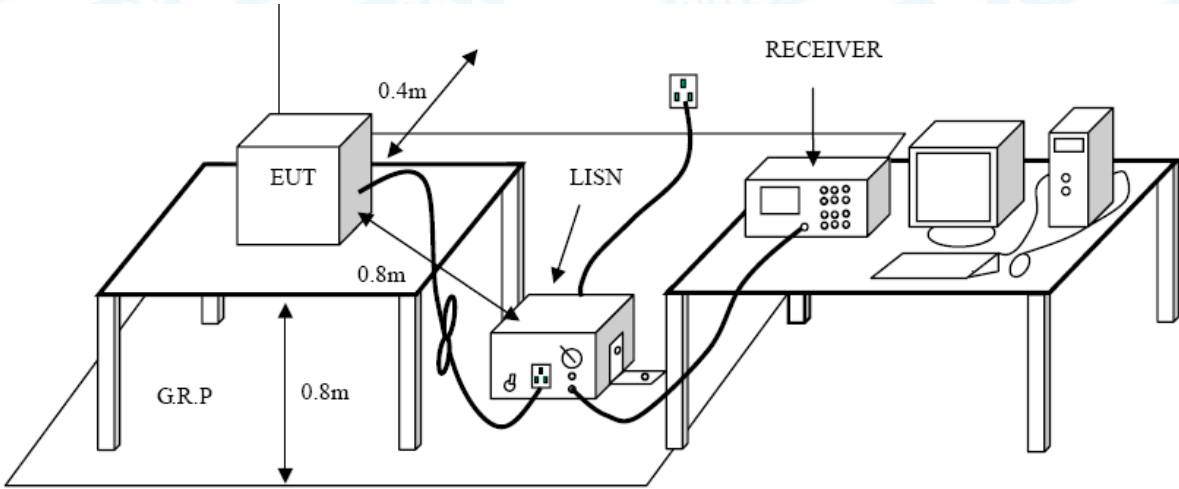 RECEIVER
0.4m
EUT
LISN
0.8m
G.R.P
0.8m